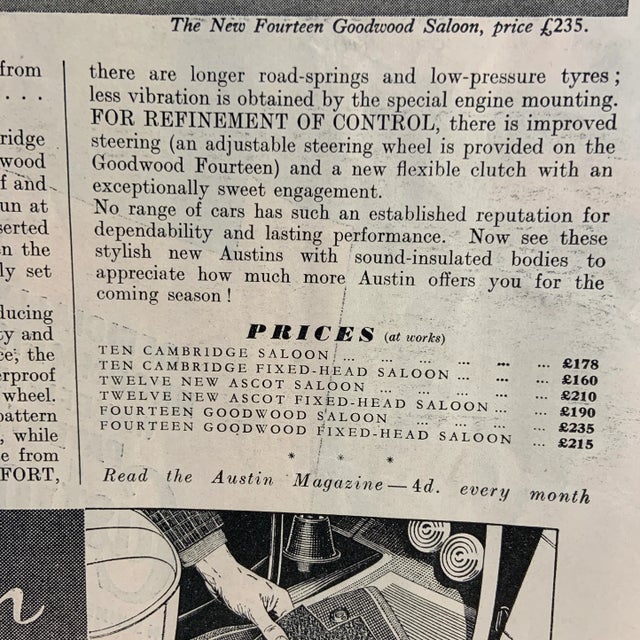 The New Fourteen Goodwood Saloon, price £235.
from
. . .
ridge
wood
f and
un at
serted
n the
ly set
ducing
ty and
ce, the
erproof
wheel.
pattern
, while
e from
FORT,
there are longer road-springs and low-pressure tyres ;
less vibration is obtained by the special engine mounting.
FOR REFINEMENT OF CONTROL, there is improved
steering (an adjustable steering wheel is provided on the
Goodwood Fourteen) and a new flexible clutch with an
exceptionally sweet engagement.
No range of cars has such an established reputation for
dependability and lasting performance. Now see these
stylish new Austins with sound-insulated bodies to
appreciate how much more Austin offers you for the
coming season !
PRICES (at works)
TEN CAMBRIDGE SALOON ... ... ... ... ... £178
TEN CAMBRIDGE FIXED-HEAD SALOON ... ... ... £160
TWELVE NEW ASCOT SALOON ... ... ... ... ... £210
TWELVE NEW ASCOT FIXED-HEAD SALOON ... ... £190
FOURTEEN GOODWOOD SALOON ... ... ... ... £235
FOURTEEN GOODWOOD FIXED-HEAD SALOON ... £215
* * *
Read the Austin Magazine — 4d. every month
n